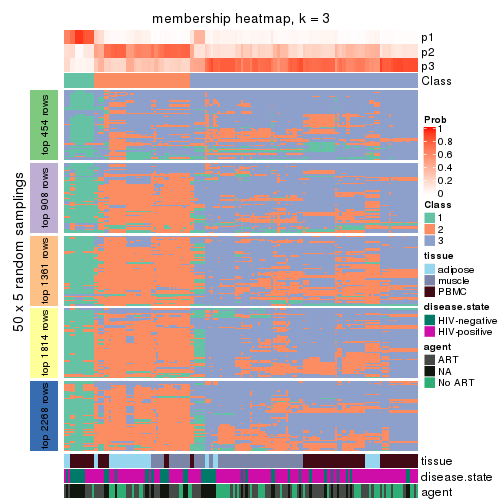 membership heatmap, k = 3
p1
p2
p3
Class
50 x 5 random samplings
top 454 rows
top 908 rows
top 1361 rows
top 1814 rows
top 2268 rows
tissue
disease.state
agent
Prob
1
0.8
0.6
0.4
0.2
0
Class
1
2
3
tissue
adipose
muscle
PBMC
disease.state
HIV-negative
HIV-positive
agent
ART
NA
No ART